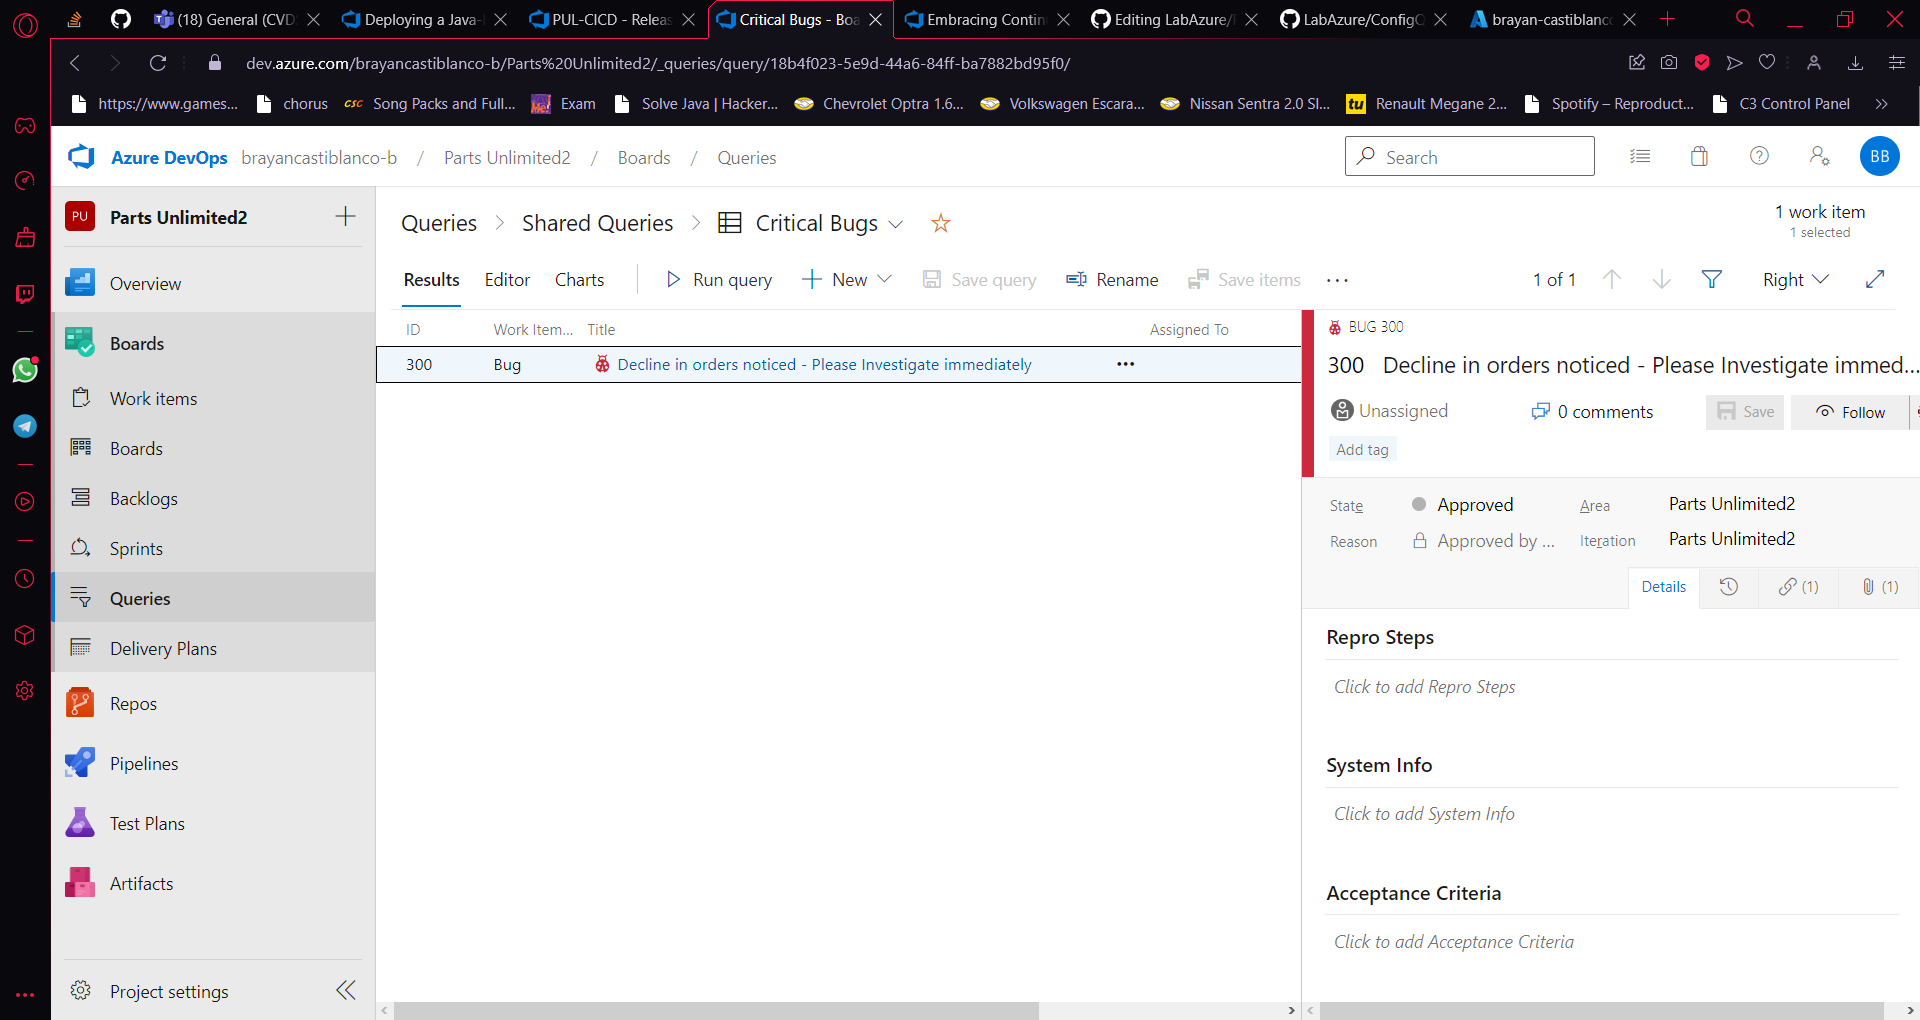 (18) General (CVD
Deploying a Java-
PUL-CICD - Releas
Critical Bugs - Boa
Embracing Contin
Editing LabAzure/
LabAzure/ConfigQ
brayan-castiblanco
dev.azure.com/brayancastiblanco-b/Parts%20Unlimited2/_queries/query/18b4f023-5e9d-44a6-84ff-ba7882bd95f0/
https://www.games...
chorus
CSC Song Packs and Full...
Exam
Solve Java | Hacker...
Chevrolet Optra 1.6...
Volkswagen Escara...
Nissan Sentra 2.0 Sl...
tu Renault Megane 2...
Spotify – Reproduct...
C3 Control Panel
Azure DevOps brayancastiblanco-b / Parts Unlimited2 / Boards / Queries
Search
BB
PU Parts Unlimited2
Overview
Boards
Work items
Boards
Backlogs
Sprints
Queries
Delivery Plans
Repos
Pipelines
Test Plans
Artifacts
Project settings
Queries > Shared Queries > Critical Bugs
1 work item
1 selected
Results Editor Charts Run query New Save query Rename Save items ...
1 of 1
Right
ID Work Item... Title Assigned To
300 Bug Decline in orders noticed - Please Investigate immediately ...
BUG 300
300 Decline in orders noticed - Please Investigate immed...
Unassigned
0 comments
Save
Follow
Add tag
State Approved
Area Parts Unlimited2
Reason Approved by ...
Iteration Parts Unlimited2
Details
(1)
(1)
Repro Steps
Click to add Repro Steps
System Info
Click to add System Info
Acceptance Criteria
Click to add Acceptance Criteria